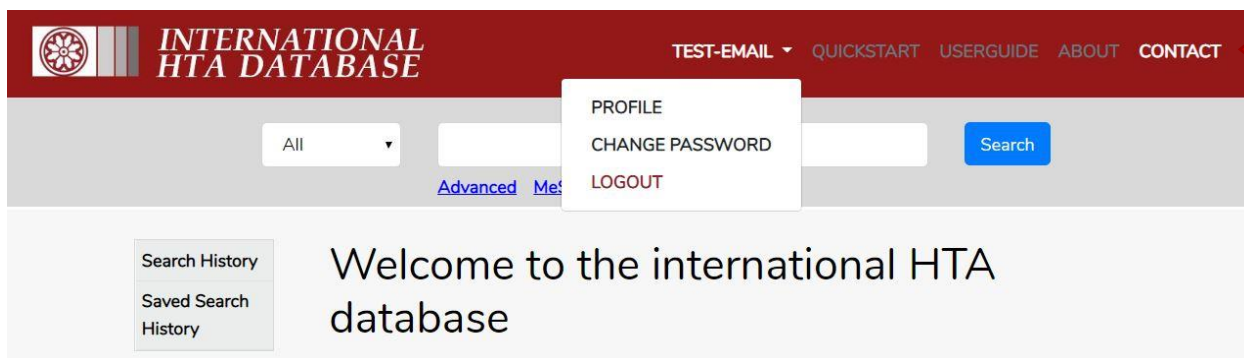 INTERNATIONAL
HTA DATABASE
TEST-EMAIL QUICKSTART USERGUIDE ABOUT CONTACT
PROFILE
CHANGE PASSWORD
LOGOUT
All
Search
Advanced
Search History
Saved Search
History
Welcome to the international HTA
database